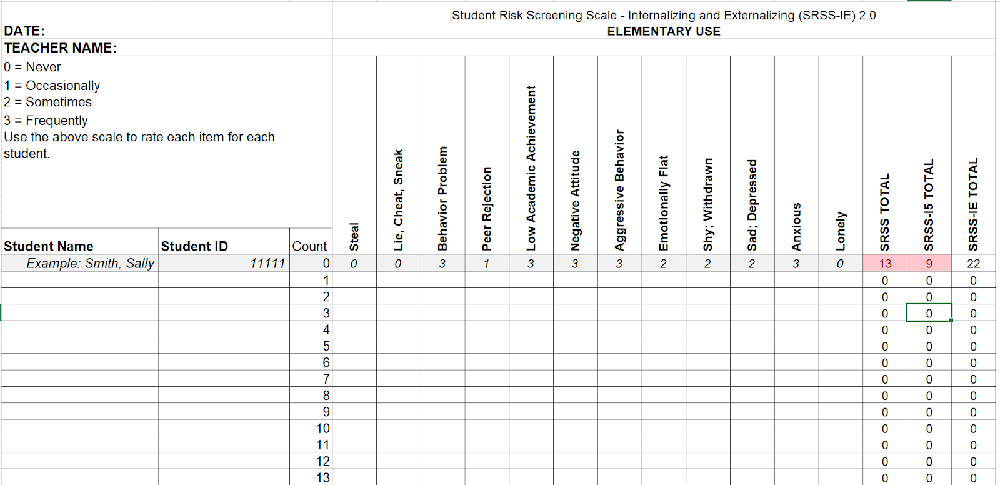 Student Risk Screening Scale - Internalizing and Externalizing (SRSS-IE) 2.0
DATE:
ELEMENTARY USE
TEACHER NAME:
0 = Never
1 = Occasionally
2 = Sometimes
3 = Frequently
Use the above scale to rate each item for each
student.
Student Name Student ID Count Steal Lie, Cheat, Sneak Behavior Problem Peer Rejection Low Academic Achievement Negative Attitude Aggressive Behavior Emotionally Flat Shy; Withdrawn Sad; Depressed Anxious Lonely SRSS TOTAL SRSS-I5 TOTAL SRSS-IE TOTAL
Example: Smith, Sally 11111 0 0 0 3 1 3 3 3 2 2 2 3 0 13 9 22
1 0 0 0
2 0 0 0
3 0 0 0
4 0 0 0
5 0 0 0
6 0 0 0
7 0 0 0
8 0 0 0
9 0 0 0
10 0 0 0
11 0 0 0
12 0 0 0
13 0 0 0